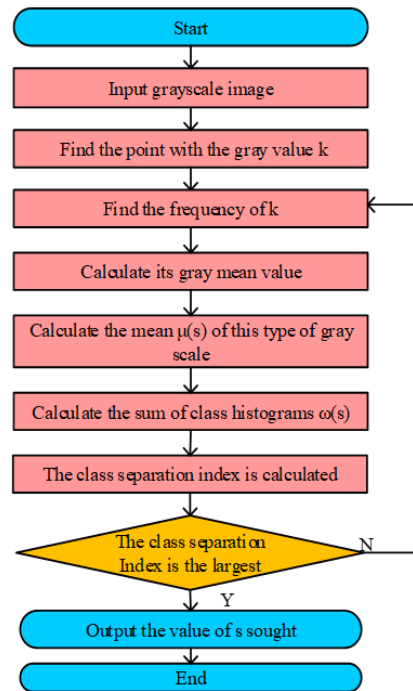 Start
Input grayscale image
Find the point with the gray value k
Find the frequency of k
Calculate its gray mean value
Calculate the mean μ(s) of this type of gray
scale
Calculate the sum of class histograms ω(s)
The class separation index is calculated
The class separation
Index is the largest
N
Y
Output the value of s sought
End